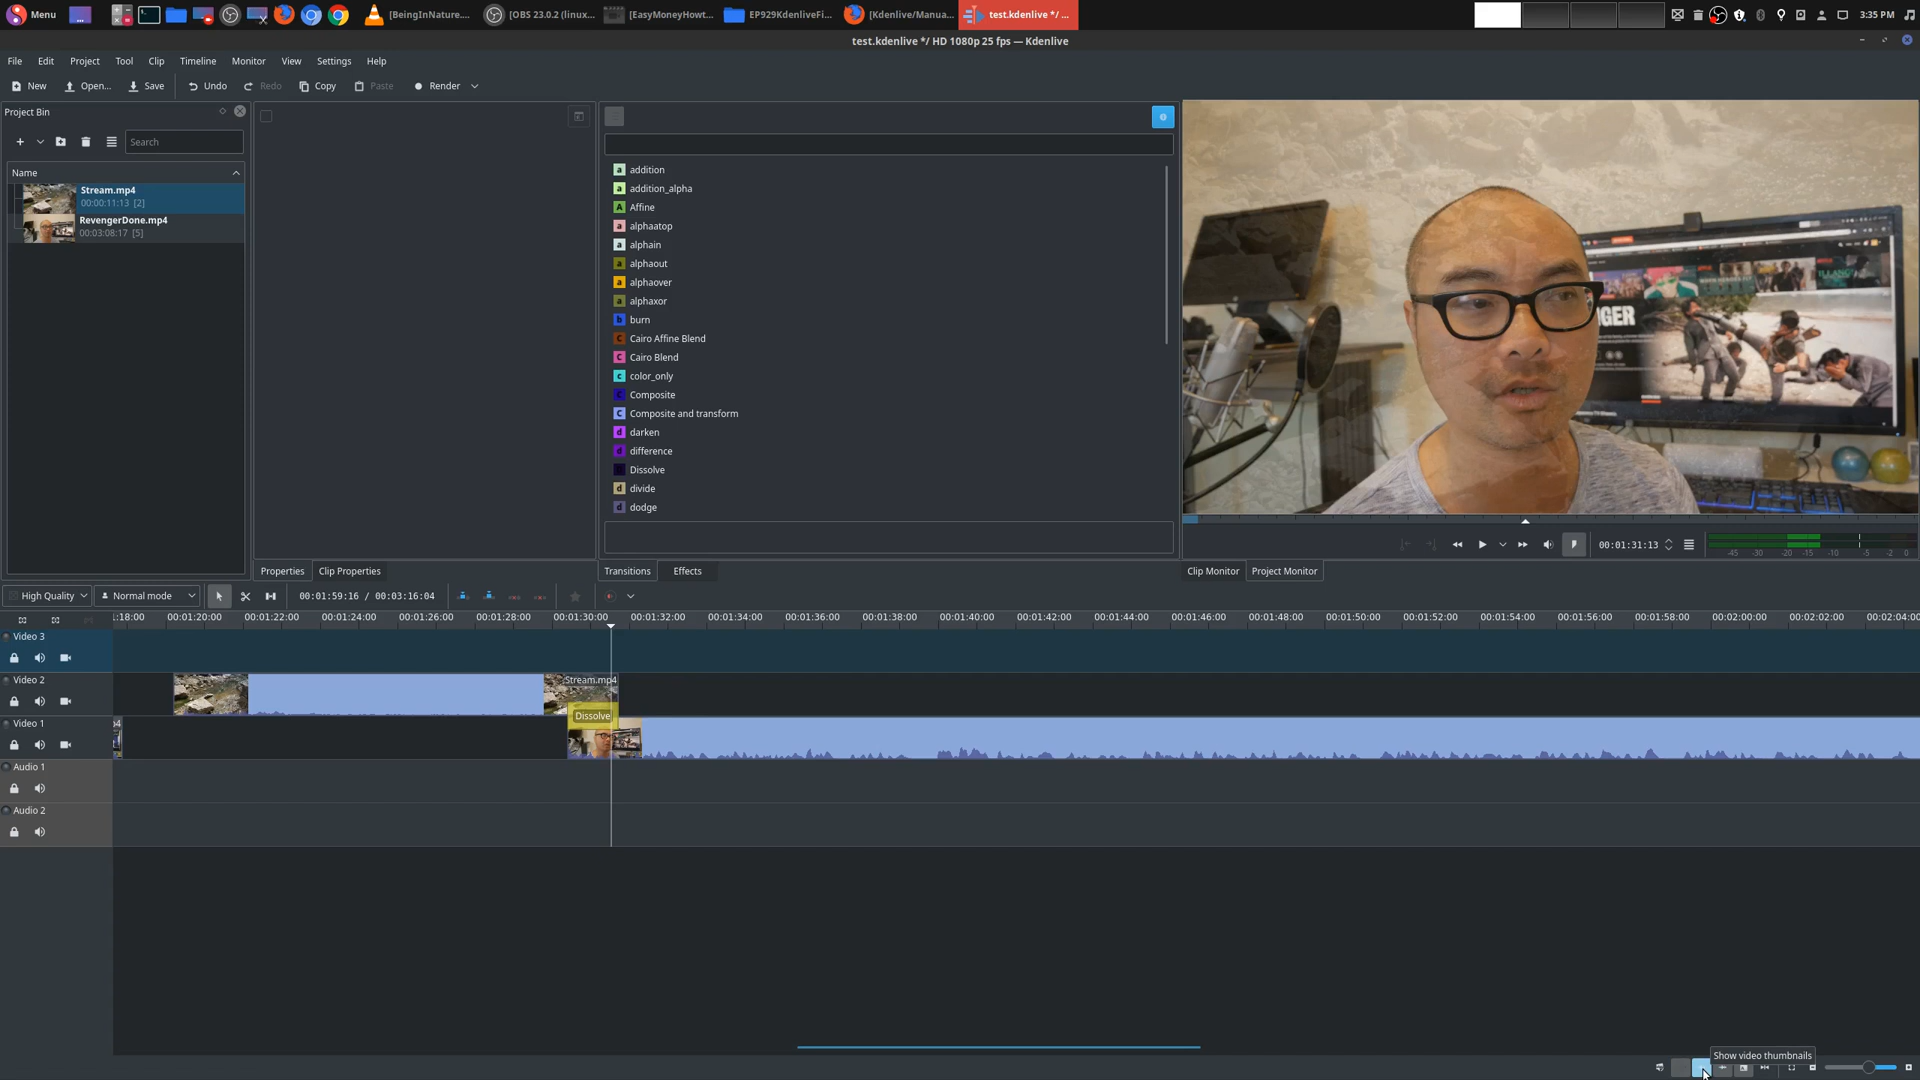 Menu
[BeingInNature....
[OBS 23.0.2 (linux...
[EasyMoneyHowt...
EP929KdenliveFi...
[Kdenlive/Manua...
test.kdenlive */ ...
3:35 PM
test.kdenlive */ HD 1080p 25 fps — Kdenlive
File Edit Project Tool Clip Timeline Monitor View Settings Help
New Open... Save Undo Redo Copy Paste Render
Project Bin
Search
Name
Stream.mp4
00:00:11:13 [2]
RevengerDone.mp4
00:03:08:17 [5]
a addition
a addition_alpha
A Affine
a alphaatop
a alphain
a alphaout
a alphaover
a alphaxor
b burn
C Cairo Affine Blend
C Cairo Blend
c color_only
C Composite
C Composite and transform
d darken
d difference
Dissolve
d divide
d dodge
Properties Clip Properties
Transitions Effects
00:01:31:13
-45 -30 -20 -15 -10 -5 -2 0
Clip Monitor Project Monitor
High Quality Normal mode 00:01:59:16 / 00:03:16:04
1:18:00 00:01:20:00 00:01:22:00 00:01:24:00 00:01:26:00 00:01:28:00 00:01:30:00 00:01:32:00 00:01:34:00 00:01:36:00 00:01:38:00 00:01:40:00 00:01:42:00 00:01:44:00 00:01:46:00 00:01:48:00 00:01:50:00 00:01:52:00 00:01:54:00 00:01:56:00 00:01:58:00 00:02:00:00 00:02:02:00 00:02:04:00
Video 3
Video 2
Stream.mp4
Dissolve
Video 1
Audio 1
Audio 2
Show video thumbnails